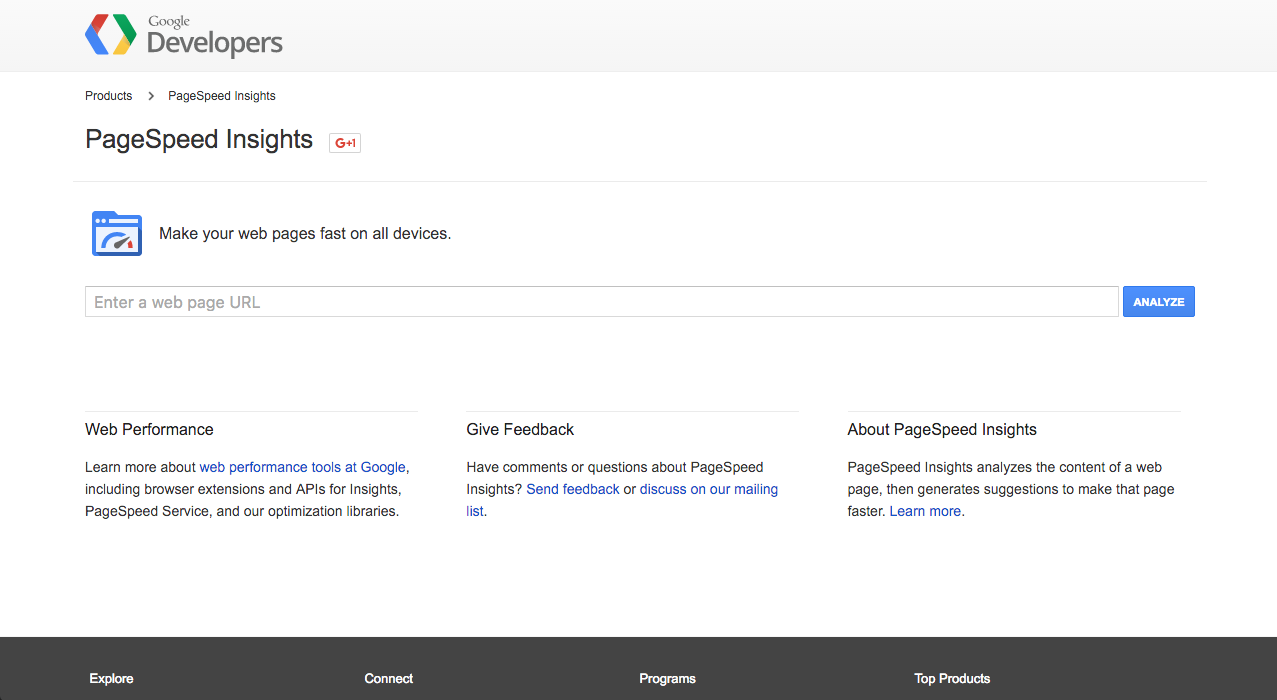 Google
Developers
Products > PageSpeed Insights
PageSpeed Insights G+1
Make your web pages fast on all devices.
Enter a web page URL ANALYZE
Web Performance
Learn more about web performance tools at Google,
including browser extensions and APIs for Insights,
PageSpeed Service, and our optimization libraries.
Give Feedback
Have comments or questions about PageSpeed
Insights? Send feedback or discuss on our mailing
list.
About PageSpeed Insights
PageSpeed Insights analyzes the content of a web
page, then generates suggestions to make that page
faster. Learn more.
Explore Connect Programs Top Products